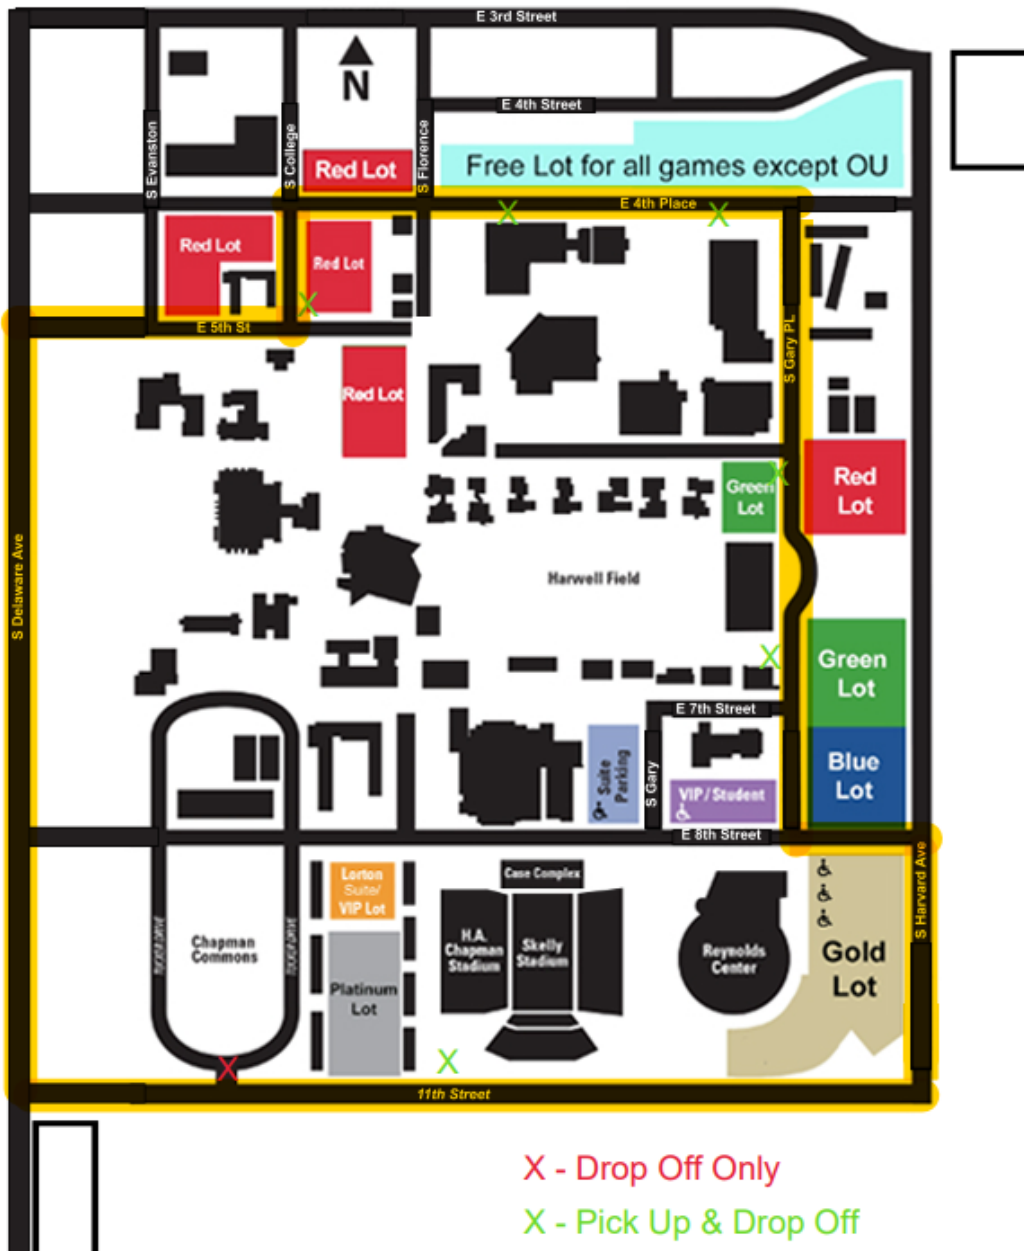 E 3rd Street
N
E 4th Street
S Evanston
S College
S Florence
Red Lot
Free Lot for all games except OU
E 4th Place
X
X
Red Lot
Red Lot
X
E 5th St
S Gary PL
Red Lot
X
Green
Lot
Red
Lot
S Delaware Ave
Harwell Field
X
Green
Lot
E 7th Street
Suite
Parking
S Gary
VIP / Student
Blue
Lot
E 8th Street
Lorton
Suite/
VIP Lot
Case Complex
S Harvard Ave
Chapman
Commons
H.A.
Chapman
Stadium
Skelly
Stadium
Reynolds
Center
Gold
Lot
Platinum
Lot
X
X
11th Street
X - Drop Off Only
X - Pick Up & Drop Off